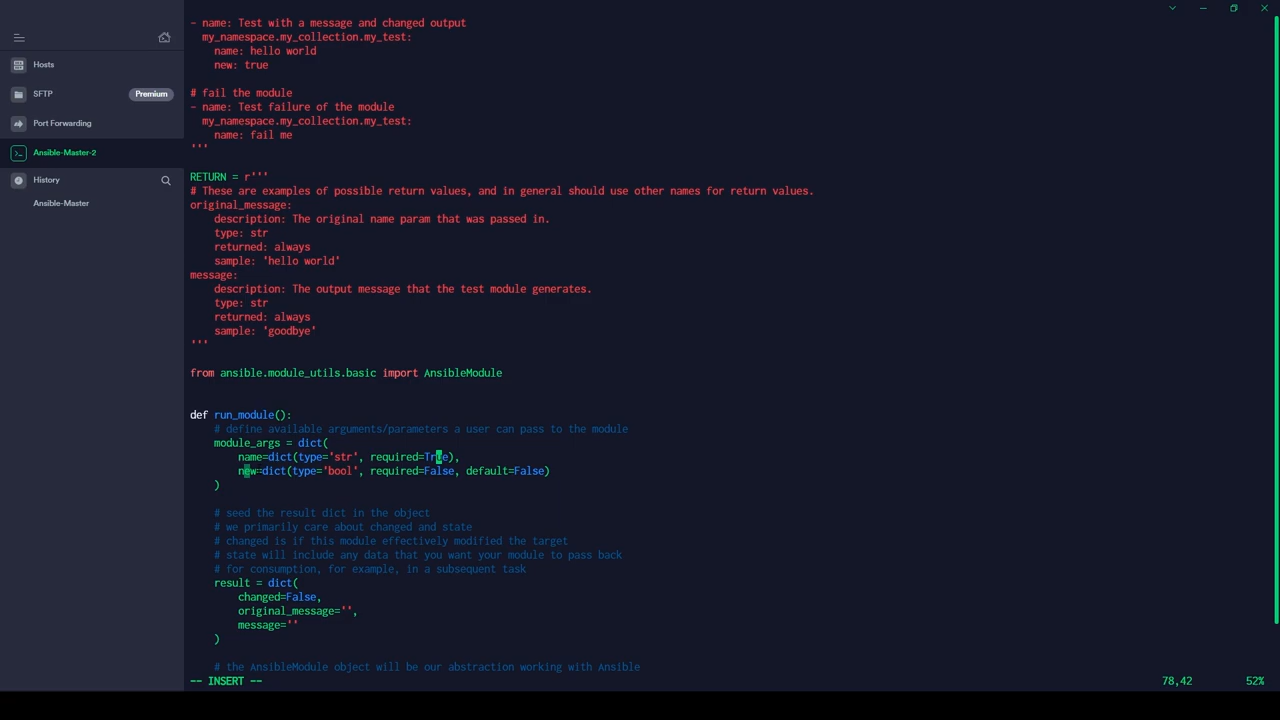 Hosts
SFTP
Premium
Port Forwarding
Ansible-Master-2
History
Ansible-Master
- name: Test with a message and changed output
  my_namespace.my_collection.my_test:
    name: hello world
    new: true
# fail the module
- name: Test failure of the module
  my_namespace.my_collection.my_test:
    name: fail me
'''
RETURN = r'''
# These are examples of possible return values, and in general should use other names for return values.
original_message:
    description: The original name param that was passed in.
    type: str
    returned: always
    sample: 'hello world'
message:
    description: The output message that the test module generates.
    type: str
    returned: always
    sample: 'goodbye'
'''
from ansible.module_utils.basic import AnsibleModule
def run_module():
    # define available arguments/parameters a user can pass to the module
    module_args = dict(
        name=dict(type='str', required=True),
        new=dict(type='bool', required=False, default=False)
    )
    # seed the result dict in the object
    # we primarily care about changed and state
    # changed is if this module effectively modified the target
    # state will include any data that you want your module to pass back
    # for consumption, for example, in a subsequent task
    result = dict(
        changed=False,
        original_message='',
        message=''
    )
    # the AnsibleModule object will be our abstraction working with Ansible
-- INSERT --
78,42
52%